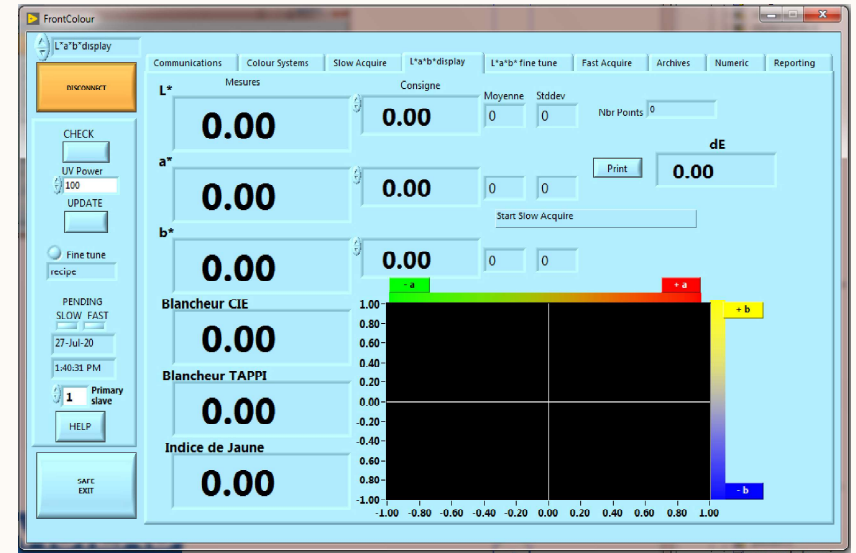 FrontColour
L*a*b*display
DISCONNECT
CHECK
UV Power
100
UPDATE
Fine tune
recipe
PENDING
SLOW FAST
27-Jul-20
1:40:31 PM
1 Primary slave
HELP
SAFE
EXIT
Communications Colour Systems Slow Acquire L*a*b*display L*a*b* fine tune Fast Acquire Archives Numeric Reporting
L* Mesures Consigne Moyenne Stddev
0.00 0.00 0 0 Nbr Points 0
dE
a* Print 0.00
0.00 0.00 0 0
Start Slow Acquire
b*
0.00 0.00 0 0
- a + a
+ b
- b
Blancheur CIE
0.00
Blancheur TAPPI
0.00
Indice de Jaune
0.00
1.00
0.80
0.60
0.40
0.20
0.00
-0.20
-0.40
-0.60
-0.80
-1.00
-1.00 -0.80 -0.60 -0.40 -0.20 0.00 0.20 0.40 0.60 0.80 1.00